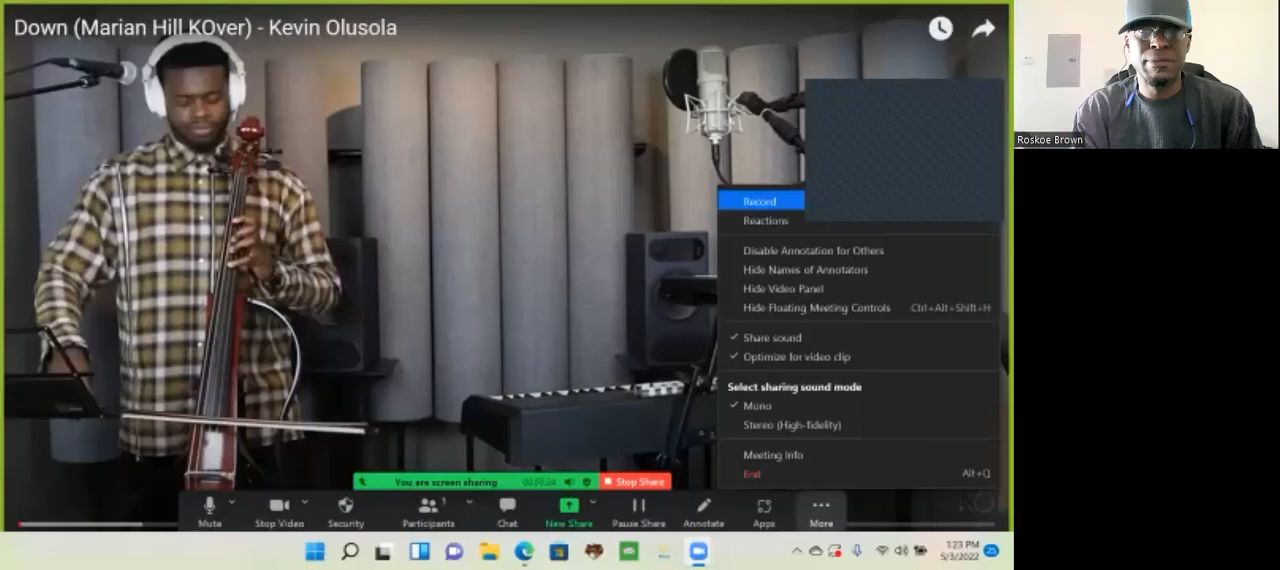 Down (Marian Hill KOver) - Kevin Olusola
Roskoe Brown
Record
Reactions
Disable Annotation for Others
Hide Names of Annotators
Hide Video Panel
Hide Floating Meeting Controls Ctrl+Alt+Shift+H
Share sound
Optimize for video clip
Select sharing sound mode
Mono
Stereo (High-fidelity)
Meeting Info
End Alt+Q
You are screen sharing Stop Share
1
Mute Stop Video Security Participants Chat New Share Pause Share Annotate Apps More
KO
1:23 PM
5/3/2022 25